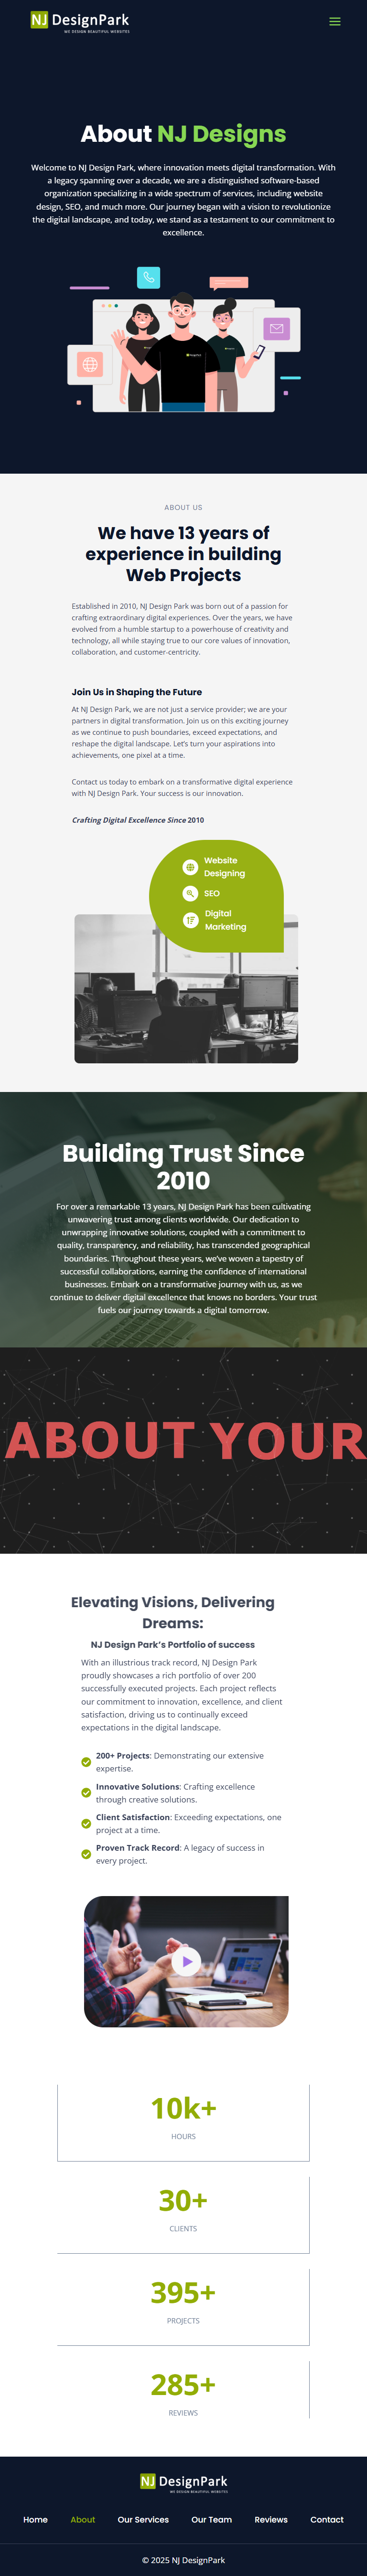 NJ DesignPark
WE DESIGN BEAUTIFUL WEBSITES
About NJ Designs
Welcome to NJ Design Park, where innovation meets digital transformation. With
a legacy spanning over a decade, we are a distinguished software-based
organization specializing in a wide spectrum of services, including website
design, SEO, and much more. Our journey began with a vision to revolutionize
the digital landscape, and today, we stand as a testament to our commitment to
excellence.
ABOUT US
We have 13 years of
experience in building
Web Projects
Established in 2010, NJ Design Park was born out of a passion for
crafting extraordinary digital experiences. Over the years, we have
evolved from a humble startup to a powerhouse of creativity and
technology, all while staying true to our core values of innovation,
collaboration, and customer-centricity.
Join Us in Shaping the Future
At NJ Design Park, we are not just a service provider; we are your
partners in digital transformation. Join us on this exciting journey
as we continue to push boundaries, exceed expectations, and
reshape the digital landscape. Let's turn your aspirations into
achievements, one pixel at a time.
Contact us today to embark on a transformative digital experience
with NJ Design Park. Your success is our innovation.
Crafting Digital Excellence Since 2010
Website
Designing
SEO
Digital
Marketing
Building Trust Since
2010
For over a remarkable 13 years, NJ Design Park has been cultivating
unwavering trust among clients worldwide. Our dedication to
unwrapping innovative solutions, coupled with a commitment to
quality, transparency, and reliability, has transcended geographical
boundaries. Throughout these years, we've woven a tapestry of
successful collaborations, earning the confidence of international
businesses. Embark on a transformative journey with us, as we
continue to deliver digital excellence that knows no borders. Your trust
fuels our journey towards a digital tomorrow.
ABOUT YOUR
Elevating Visions, Delivering
Dreams:
NJ Design Park's Portfolio of success
With an illustrious track record, NJ Design Park
proudly showcases a rich portfolio of over 200
successfully executed projects. Each project reflects
our commitment to innovation, excellence, and client
satisfaction, driving us to continually exceed
expectations in the digital landscape.
200+ Projects: Demonstrating our extensive
expertise.
Innovative Solutions: Crafting excellence
through creative solutions.
Client Satisfaction: Exceeding expectations, one
project at a time.
Proven Track Record: A legacy of success in
every project.
10k+
HOURS
30+
CLIENTS
395+
PROJECTS
285+
REVIEWS
NJ DesignPark
WE DESIGN BEAUTIFUL WEBSITES
Home About Our Services Our Team Reviews Contact
© 2025 NJ DesignPark